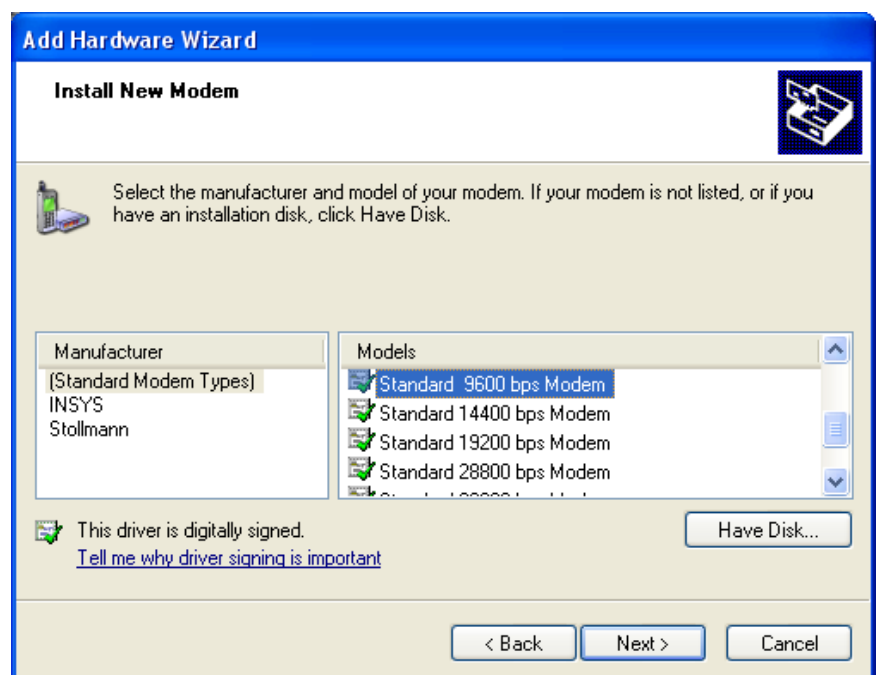 Add Hardware Wizard
Install New Modem
Select the manufacturer and model of your modem. If your modem is not listed, or if you
have an installation disk, click Have Disk.
Manufacturer
(Standard Modem Types)
INSYS
Stollmann
Models
Standard  9600 bps Modem
Standard 14400 bps Modem
Standard 19200 bps Modem
Standard 28800 bps Modem
This driver is digitally signed.
Tell me why driver signing is important
Have Disk...
< Back
Next >
Cancel